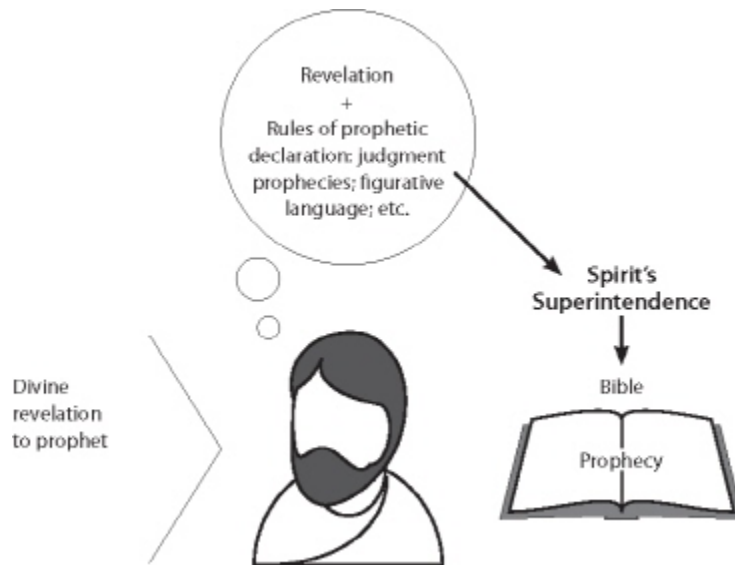 Revelation
+
Rules of prophetic
declaration: judgment
prophecies; figurative
language; etc.
Spirit's
Superintendence
Divine
revelation
to prophet
Bible
Prophecy